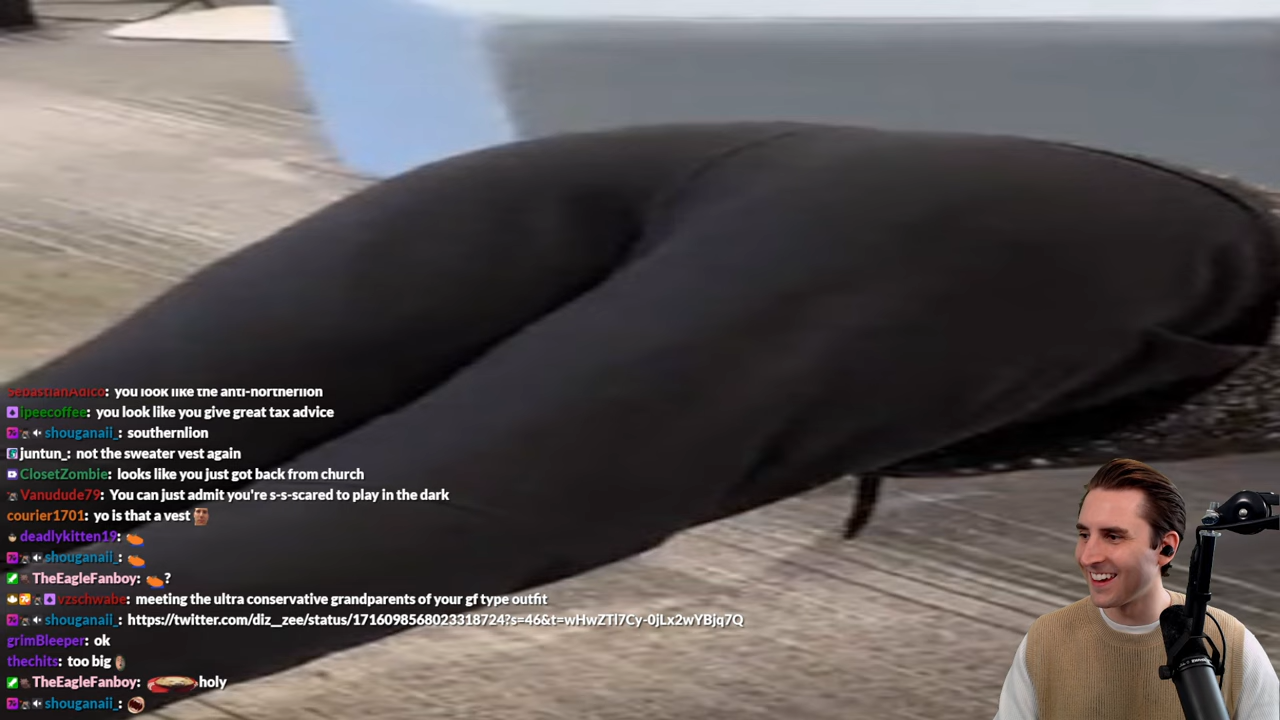 SebastianAdico: you look like the anti-northerlion
ipeecoffee: you look like you give great tax advice
shouganaii_: southernlion
juntun_: not the sweater vest again
ClosetZombie: looks like you just got back from church
Vanudude79: You can just admit you're s-s-scared to play in the dark
courier1701: yo is that a vest
deadlykitten19:
shouganaii_:
TheEagleFanboy: ?
vzschwabe: meeting the ultra conservative grandparents of your gf type outfit
shouganaii_: https://twitter.com/diz__zee/status/1716098568023318724?s=46&t=wHwZTl7Cy-0jLx2wYBjq7Q
grimBleeper: ok
thechits: too big
TheEagleFanboy: holy
shouganaii_: